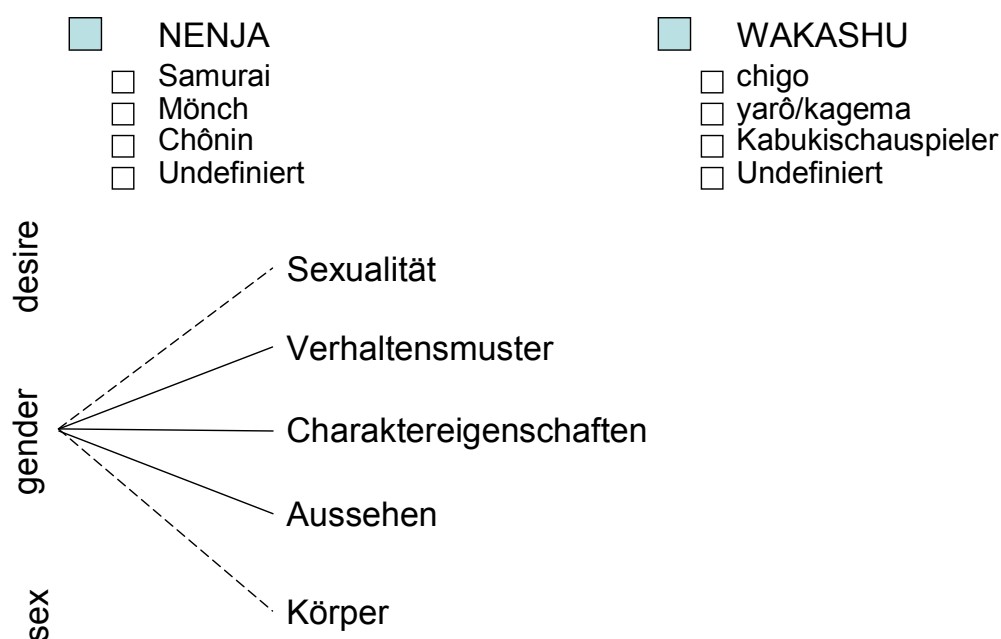 NENJA
Samurai
Mönch
Chônin
Undefiniert
WAKASHU
chigo
yarô/kagema
Kabukischauspieler
Undefiniert
desire
gender
sex
Sexualität
Verhaltensmuster
Charaktereigenschaften
Aussehen
Körper